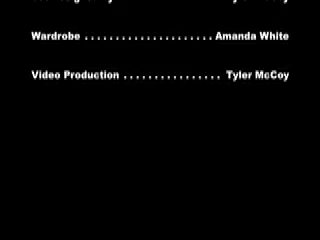 Wardrobe . . . . . . . . . . . . . . . . . . . . . Amanda White
Video Production . . . . . . . . . . . . . . . . Tyler McCoy